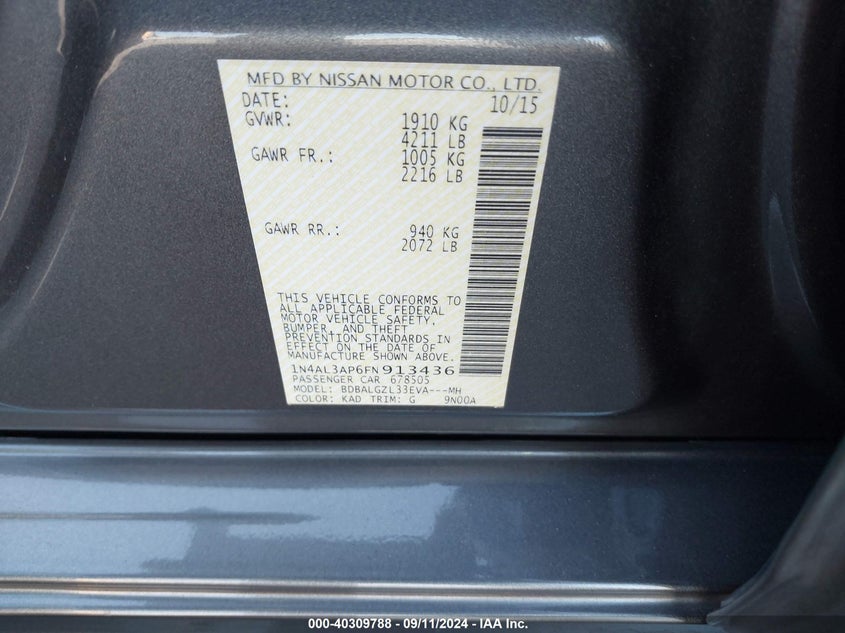 MFD BY NISSAN MOTOR CO., LTD.
DATE: 10/15
GVWR: 1910 KG
4211 LB
GAWR FR.: 1005 KG
2216 LB
GAWR RR.: 940 KG
2072 LB
THIS VEHICLE CONFORMS TO
ALL APPLICABLE FEDERAL
MOTOR VEHICLE SAFETY,
BUMPER, AND THEFT
PREVENTION STANDARDS IN
EFFECT ON THE DATE OF
MANUFACTURE SHOWN ABOVE.
1N4AL3AP6FN913436
PASSENGER CAR 678505
MODEL: BDBALGZL33EVA---MH
COLOR: KAD TRIM: G 9N00A
000-40309788 - 09/11/2024 - IAA Inc.